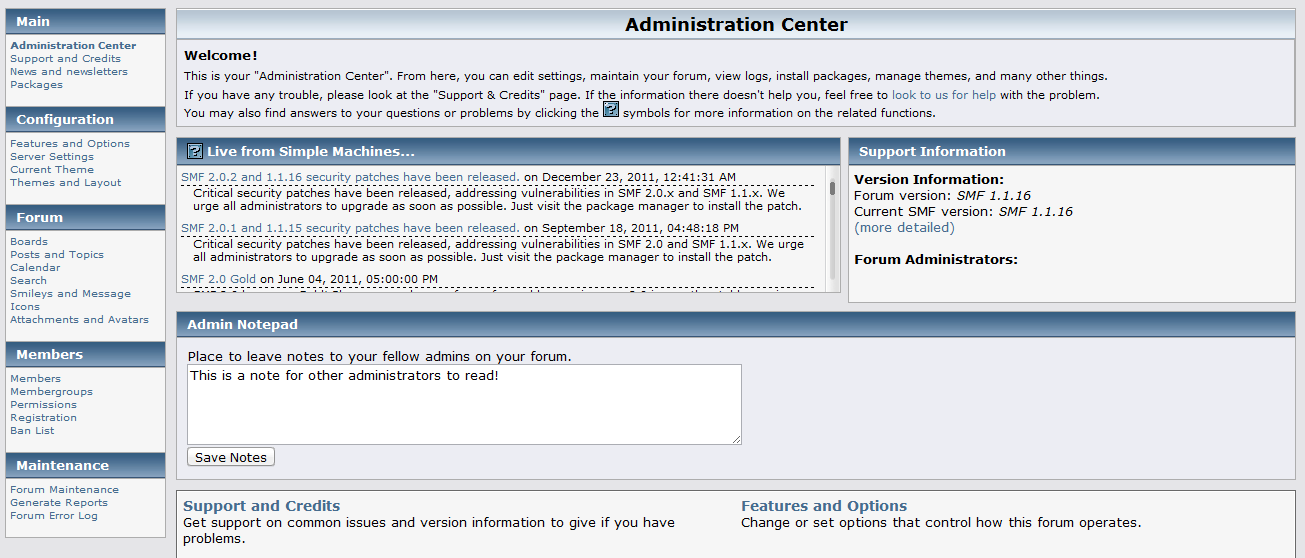 Main
Administration Center
Support and Credits
News and newsletters
Packages
Configuration
Features and Options
Server Settings
Current Theme
Themes and Layout
Forum
Boards
Posts and Topics
Calendar
Search
Smileys and Message
Icons
Attachments and Avatars
Members
Members
Membergroups
Permissions
Registration
Ban List
Maintenance
Forum Maintenance
Generate Reports
Forum Error Log
Administration Center
Welcome!
This is your "Administration Center". From here, you can edit settings, maintain your forum, view logs, install packages, manage themes, and many other things.
If you have any trouble, please look at the "Support & Credits" page. If the information there doesn't help you, feel free to look to us for help with the problem.
You may also find answers to your questions or problems by clicking the ? symbols for more information on the related functions.
? Live from Simple Machines...
SMF 2.0.2 and 1.1.16 security patches have been released. on December 23, 2011, 12:41:31 AM
Critical security patches have been released, addressing vulnerabilities in SMF 2.0.x and SMF 1.1.x. We
urge all administrators to upgrade as soon as possible. Just visit the package manager to install the patch.
SMF 2.0.1 and 1.1.15 security patches have been released. on September 18, 2011, 04:48:18 PM
Critical security patches have been released, addressing vulnerabilities in SMF 2.0 and SMF 1.1.x. We urge
all administrators to upgrade as soon as possible. Just visit the package manager to install the patch.
SMF 2.0 Gold on June 04, 2011, 05:00:00 PM
Support Information
Version Information:
Forum version: SMF 1.1.16
Current SMF version: SMF 1.1.16
(more detailed)
Forum Administrators:
Admin Notepad
Place to leave notes to your fellow admins on your forum.
This is a note for other administrators to read!
Save Notes
Support and Credits
Get support on common issues and version information to give if you have
problems.
Features and Options
Change or set options that control how this forum operates.